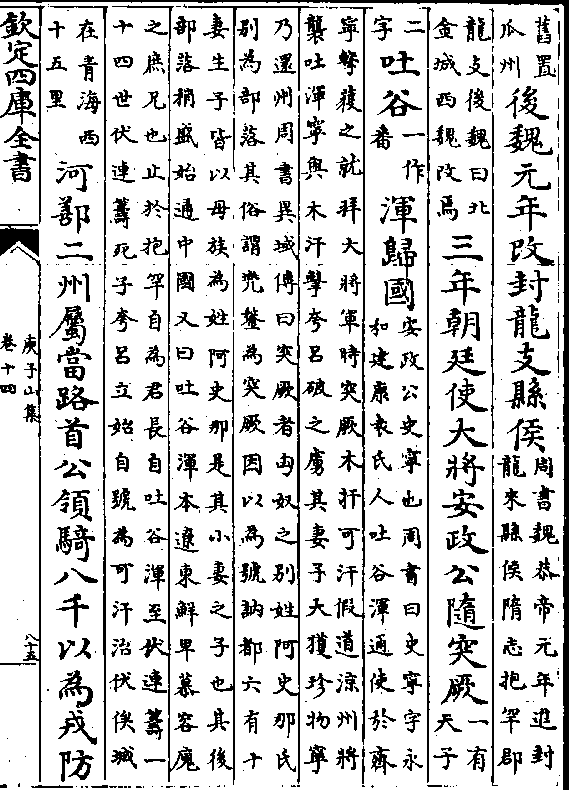 舊置
瓜州
後魏元年改封龍支縣侯
周書魏恭帝元年進封
龍來縣侯隋志抱罕郡
龍支後魏曰北
金城西魏改焉
三年朝廷使大將安政公隨突厥
一有
天子
二
字
吐谷
一作
番
渾歸國
安政公史寧也周書曰史寧字永
和建康表氏人吐谷渾通使於齊
寧擊獲之就拜大將軍時突厥木扞可汗假道涼州將
襲吐渾寧與木汗擊夸呂破之虜其妻子大獲珍物寧
乃還州周書異域傳曰突厥者匈奴之別姓阿史那氏
別為部落其俗謂兜鍪為突厥因以為號訥都六有十
妻生子皆以母族為姓阿史那是其小妻之子也其後
部落稍盛始通中國又曰吐谷渾本遼東鮮卑慕容廆
之庶兄也止於抱罕自為君長自吐谷渾至伏連籌一
十四世伏連籌死子夸呂立始自號為可汗治伏俟城
在青海西
十五里
河鄯二州屬當路首公領騎八千以為戎防
欽定四庫全書
庾子山集
卷十四
八十五